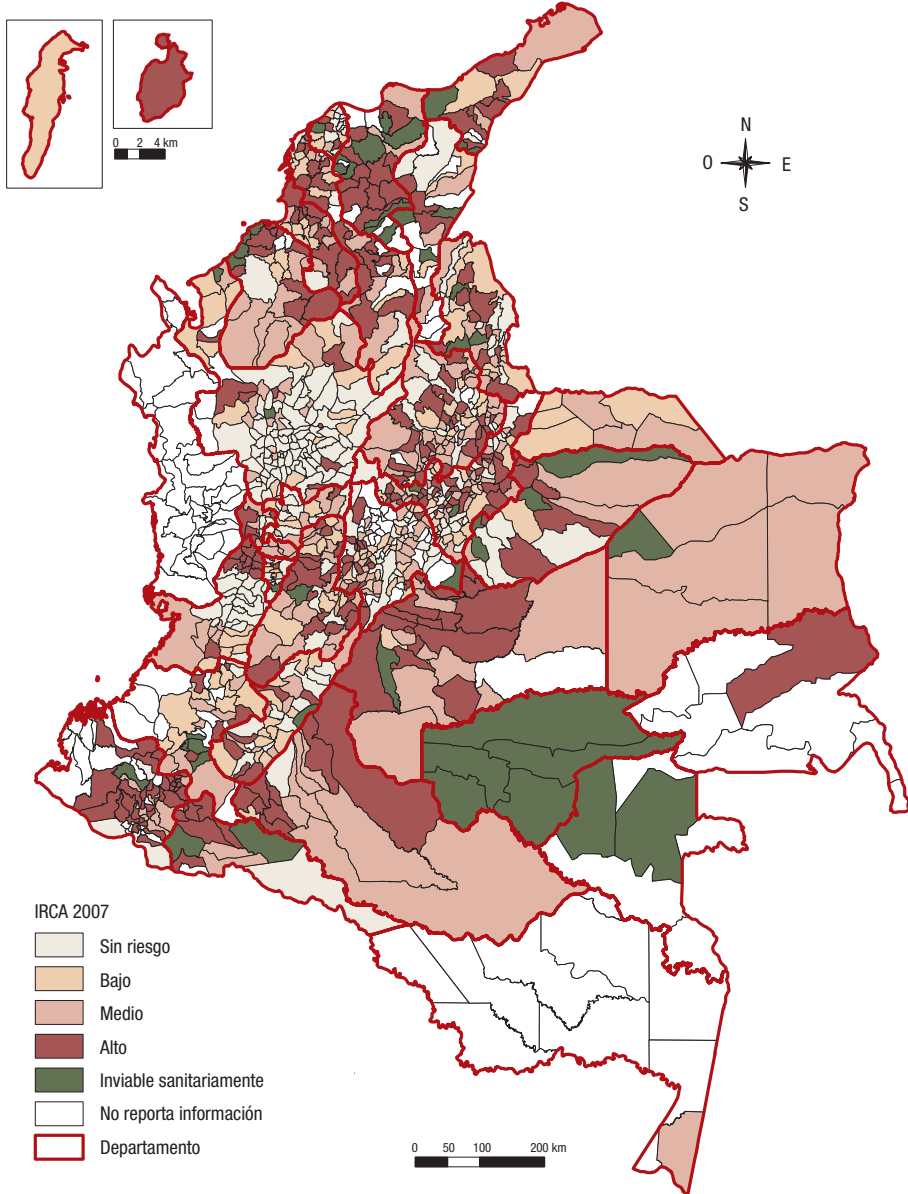 0 2 4 km
N
O E
S
IRCA 2007
Sin riesgo
Bajo
Medio
Alto
Inviable sanitariamente
No reporta información
Departamento
0 50 100 200 km